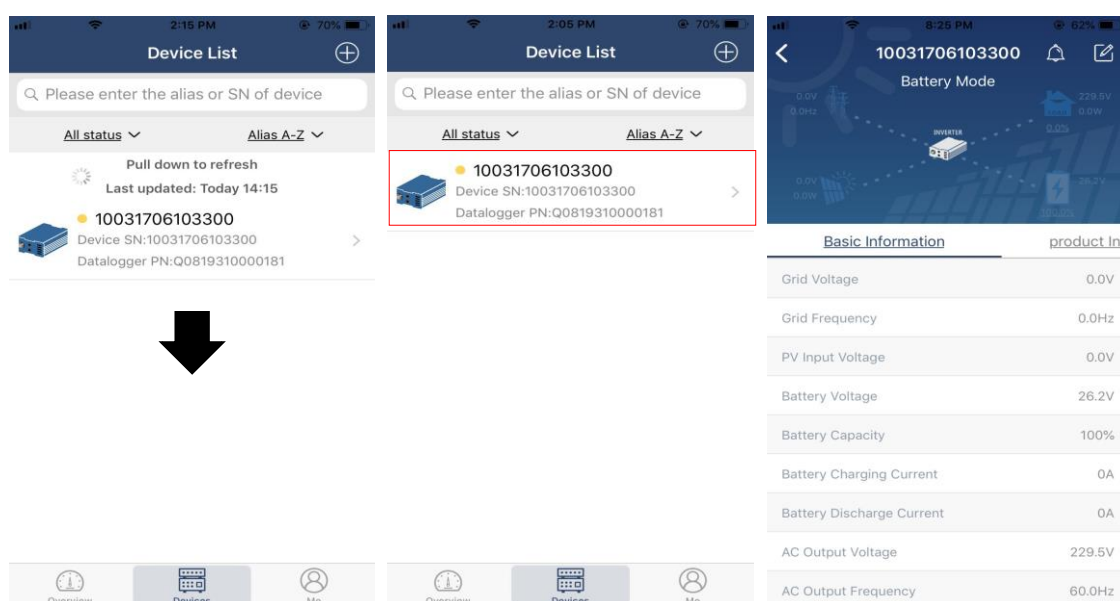 2:15 PM
70%
Device List
Please enter the alias or SN of device
All status
Alias A-Z
Pull down to refresh
Last updated: Today 14:15
10031706103300
Device SN:10031706103300
Datalogger PN:Q0819310000181
Overview
Devices
Me
2:05 PM
70%
Device List
Please enter the alias or SN of device
All status
Alias A-Z
10031706103300
Device SN:10031706103300
Datalogger PN:Q0819310000181
Overview
Devices
Me
8:25 PM
62%
10031706103300
Battery Mode
0.0V
0.0Hz
229.5V
0.0W
0.0%
INVERTER
0.0V
0.0W
26.2V
100.0%
Basic Information
product In
Grid Voltage
0.0V
Grid Frequency
0.0Hz
PV Input Voltage
0.0V
Battery Voltage
26.2V
Battery Capacity
100%
Battery Charging Current
0A
Battery Discharge Current
0A
AC Output Voltage
229.5V
AC Output Frequency
60.0Hz